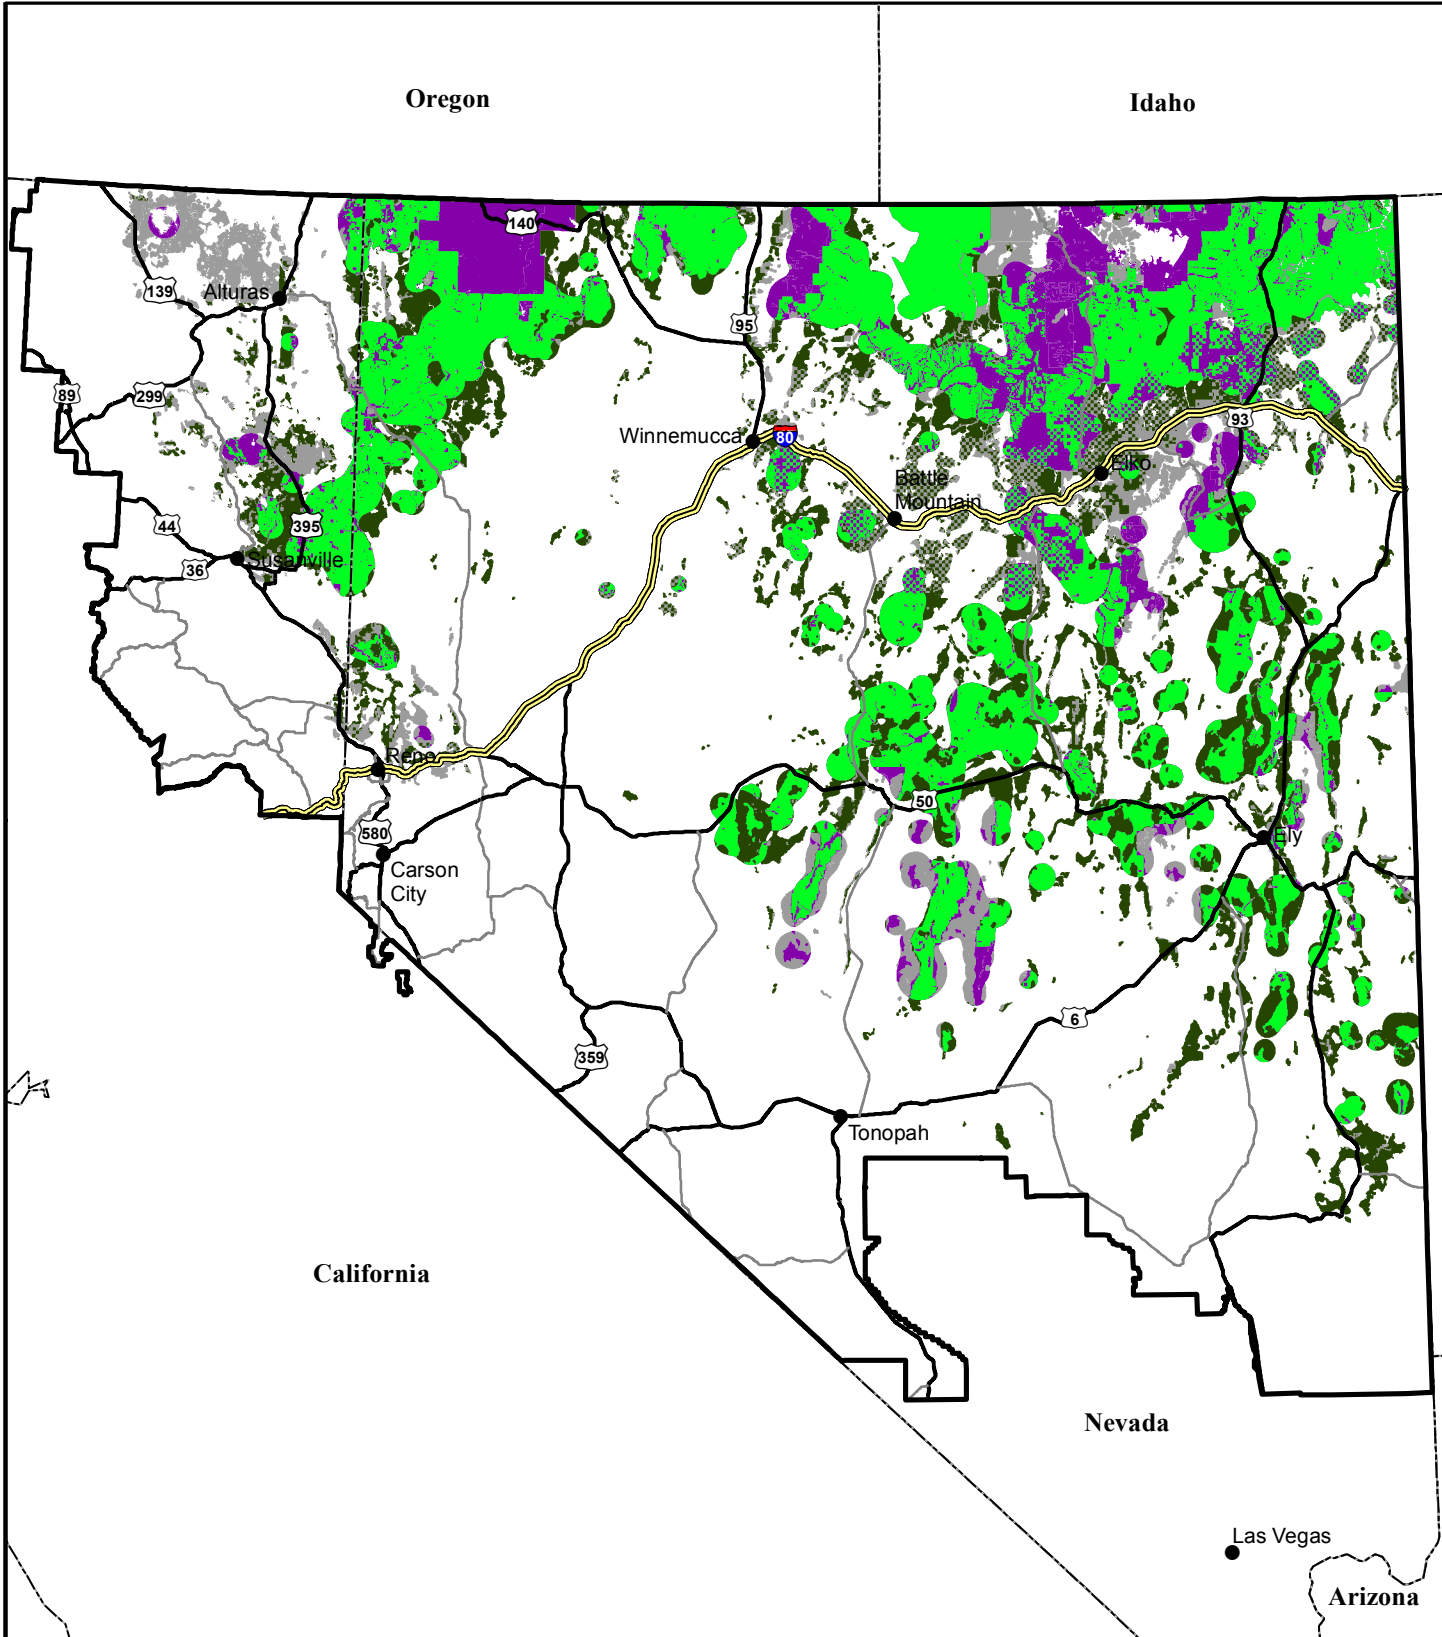 Oregon
Idaho
140
139
Alturas
95
89
299
93
Winnemucca
80
Elko
Battle
Mountain
44
395
Susanville
36
Reno
50
580
Ely
Carson
City
6
359
Tonopah
California
Nevada
Las Vegas
Arizona